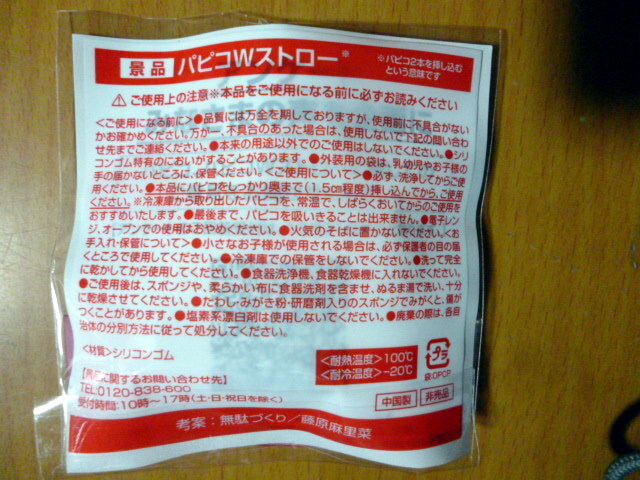 景品 パピコWストロー※
※パピコ2本を挿し込む
という意味です
⚠ご使用上の注意※本品をご使用になる前に必ずお読みください
<ご使用になる前に>●品質には万全を期しておりますが、使用前に不具合がない
かお確かめください。万が一、不具合のあった場合は、使用しないで下記の問い合わ
せ先までご連絡ください。●本来の用途以外でのご使用はしないでください。●シリ
コンゴム特有のにおいがすることがあります。●外装用の袋は、乳幼児やお子様の
手の届かないところに、保管ください。<ご使用について>●必ず、洗浄してからご使
用ください。●本品にパピコをしっかり奥まで(1.5cm程度)挿し込んでから、ご使用
ください。※冷凍庫から取り出したパピコを、常温で、しばらくおいてからのご使用を
おすすめいたします。●最後まで、パピコを吸いきることは出来ません。●電子レン
ジ、オーブンでの使用はおやめください。●火気のそばに置かないでください。<お
手入れ・保管について>●小さなお子様が使用される場合は、必ず保護者の目の届
くところで使用してください。●冷凍庫での保管をしないでください。●洗って完全
に乾かしてから使用してください。●食器洗浄機、食器乾燥機に入れないでください。
●ご使用後は、スポンジや、柔らかい布に食器洗剤を含ませ、ぬるま湯で洗い、十分
に乾燥させてください。●だわし・みがき粉・研磨剤入りのスポンジでみがくと、傷が
つくことがあります。●塩素系漂白剤は使用しないでください。●廃棄の際は、各自
治体の分別方法に従って処分してください。
<材質>シリコンゴム
<耐熱温度>100℃
<耐冷温度>-20℃
プラ
袋:OPCP
【景品に関するお問い合わせ先】
TEL:0120-838-600
受付時間:10時〜17時(土・日・祝日を除く)
中国製 非売品
考案:無駄づくり/藤原麻里菜